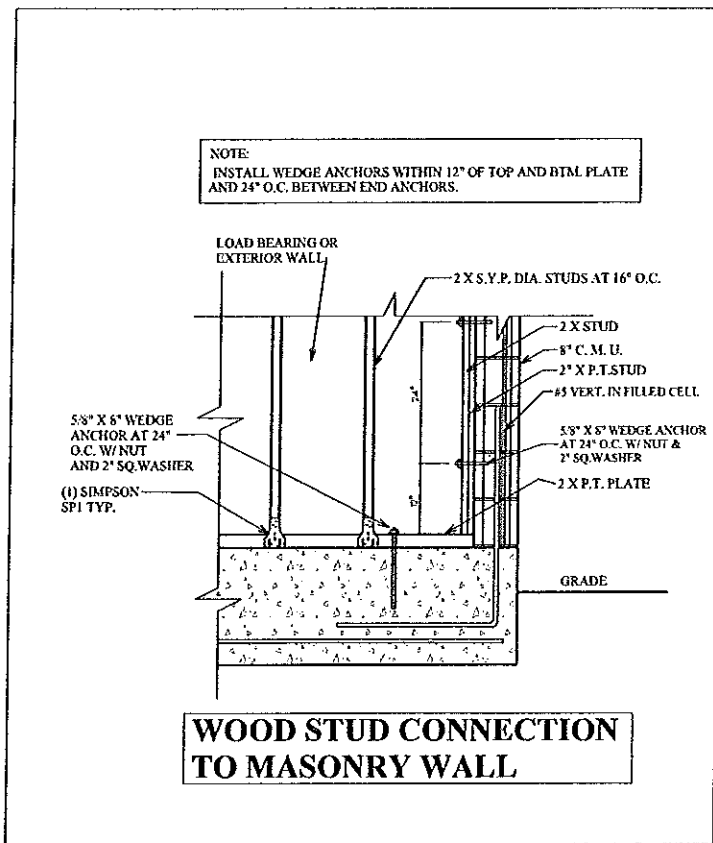 NOTE:
INSTALL WEDGE ANCHORS WITHIN 12" OF TOP AND BTM. PLATE
AND 24" O.C. BETWEEN END ANCHORS.
LOAD BEARING OR
EXTERIOR WALL
2 X S.Y.P. DIA. STUDS AT 16" O.C.
2 X STUD
8" C. M. U.
2" X P.T. STUD
#5 VERT. IN FILLED CELL
24"
5/8" X 6" WEDGE
ANCHOR AT 24"
O.C. W/ NUT
AND 2" SQ.WASHER
5/8" X 6" WEDGE ANCHOR
AT 24" O.C. W/ NUT &
2" SQ.WASHER
(1) SIMPSON
SP1 TYP.
12"
2 X P.T. PLATE
GRADE
WOOD STUD CONNECTION
TO MASONRY WALL